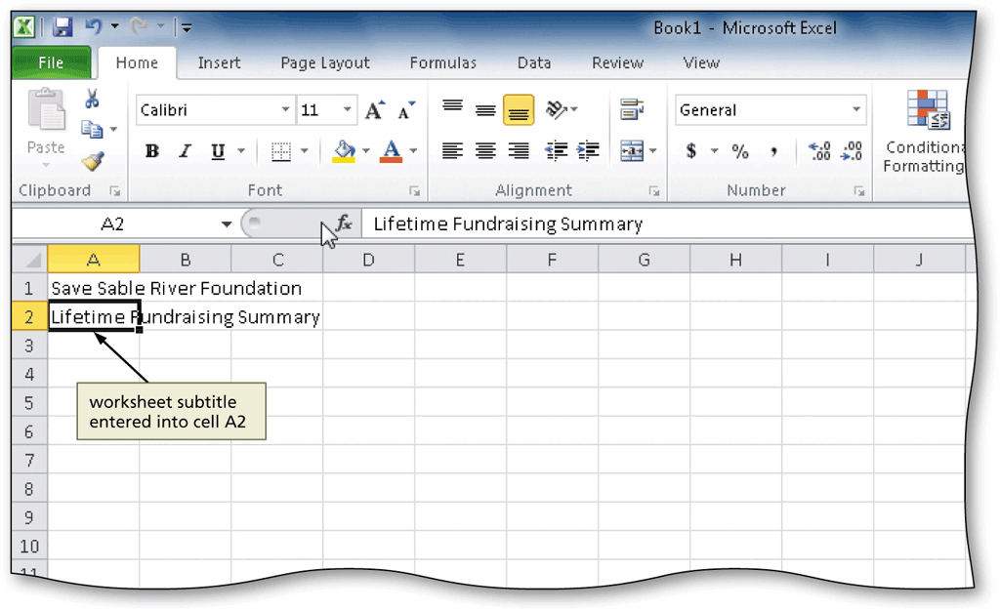 Book1 - Microsoft Excel
File Home Insert Page Layout Formulas Data Review View
Calibri 11 A A General
Paste B I U A a $ % , .0 .00 .00 .0 Conditiona
Formatting
Clipboard Font Alignment Number
A2 fx Lifetime Fundraising Summary
A B C D E F G H I J
1 Save Sable River Foundation
2 Lifetime Fundraising Summary
3
4
5
6
7
8
9
10
11
worksheet subtitle
entered into cell A2